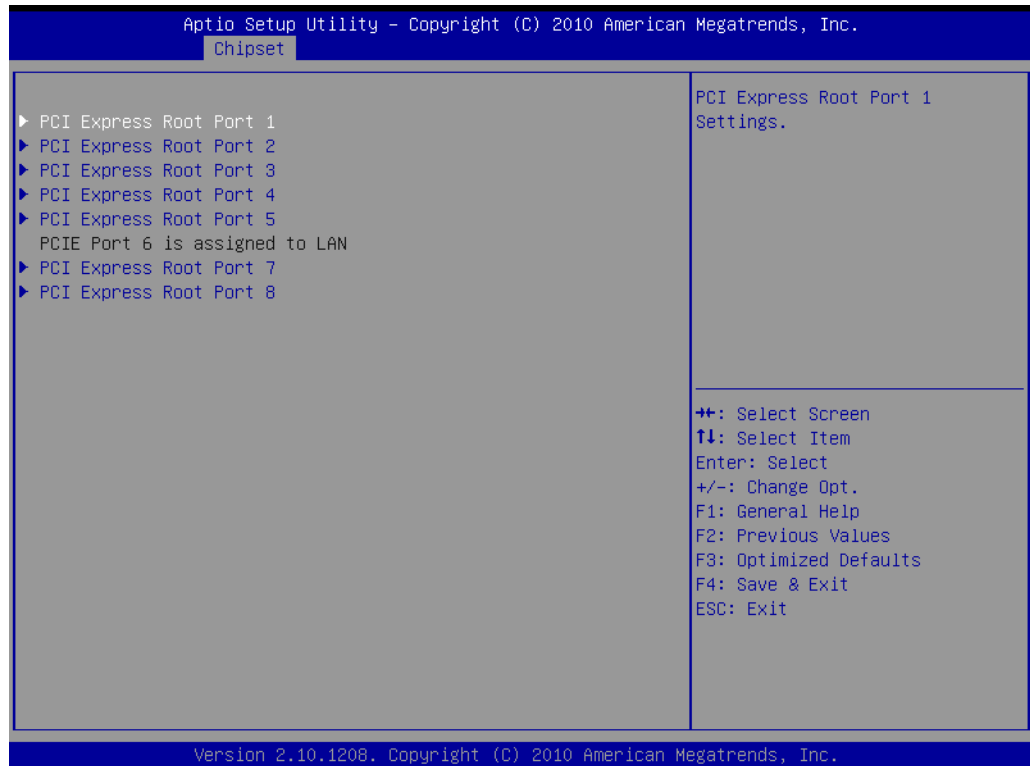 Aptio Setup Utility – Copyright (C) 2010 American Megatrends, Inc.
Chipset
PCI Express Root Port 1
PCI Express Root Port 2
PCI Express Root Port 3
PCI Express Root Port 4
PCI Express Root Port 5
PCIE Port 6 is assigned to LAN
PCI Express Root Port 7
PCI Express Root Port 8
PCI Express Root Port 1
Settings.
→←: Select Screen
↑↓: Select Item
Enter: Select
+/-: Change Opt.
F1: General Help
F2: Previous Values
F3: Optimized Defaults
F4: Save & Exit
ESC: Exit
Version 2.10.1208. Copyright (C) 2010 American Megatrends, Inc.